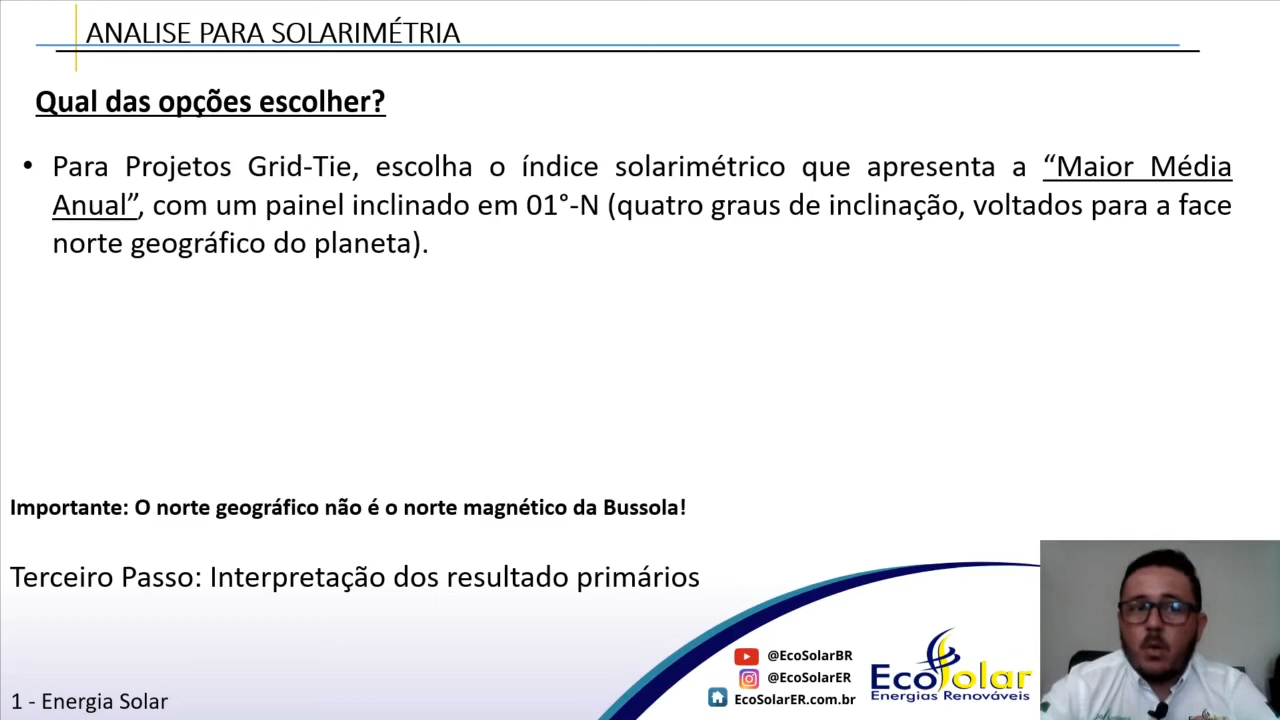 ANALISE PARA SOLARIMÉTRIA
Qual das opções escolher?
• Para Projetos Grid-Tie, escolha o índice solarimétrico que apresenta a “Maior Média
Anual”, com um painel inclinado em 01°-N (quatro graus de inclinação, voltados para a face
norte geográfico do planeta).
Importante: O norte geográfico não é o norte magnético da Bussola!
Terceiro Passo: Interpretação dos resultado primários
@EcoSolarBR
@EcoSolarER
EcoSolarER.com.br
EcoSolar
Energias Renováveis
1 - Energia Solar